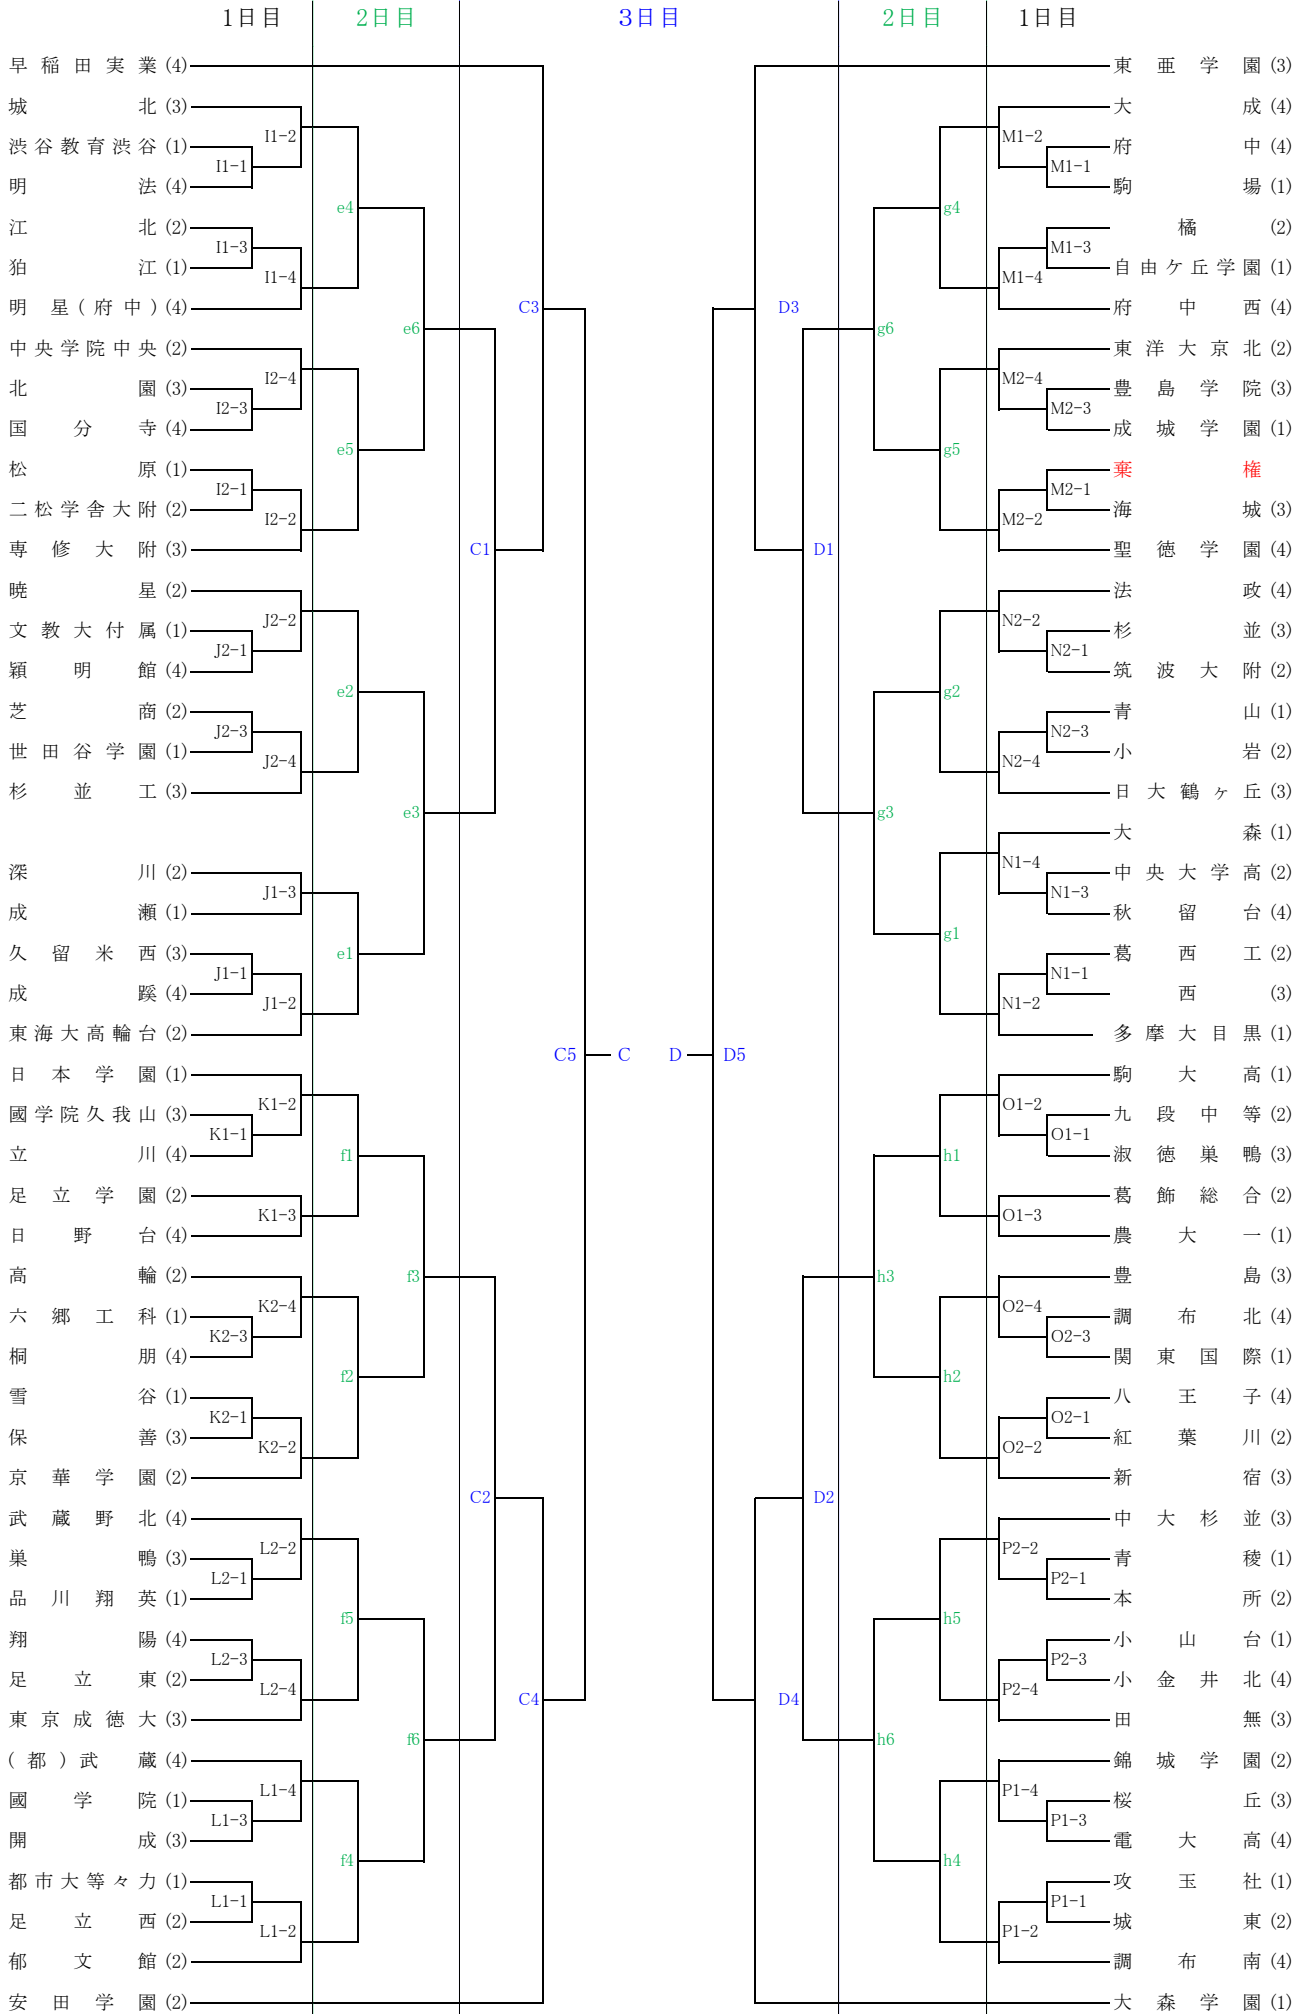 1日目 2日目 3日目 2日目 1日目
早稲田実業 (4) 東亜学園 (3)
城北 (3) 大成 (4)
I1-2 M1-2
渋谷教育渋谷 (1) 府中 (4)
I1-1 M1-1
明法 (4) 駒場 (1)
e4 g4
江北 (2) 橘 (2)
I1-3 M1-3
狛江 (1) 自由ケ丘学園 (1)
I1-4 M1-4
明星(府中) (4) C3 D3 府中西 (4)
e6 g6
中央学院中央 (2) 東洋大京北 (2)
I2-4 M2-4
北園 (3) 豊島学院 (3)
I2-3 M2-3
国分寺 (4) 成城学園 (1)
e5 g5
松原 (1) 棄権
I2-1 M2-1
二松学舎大附 (2) 海城 (3)
I2-2 M2-2
専修大附 (3) C1 D1 聖徳学園 (4)
暁星 (2) 法政 (4)
J2-2 N2-2
文教大付属 (1) 杉並 (3)
J2-1 N2-1
穎明館 (4) 筑波大附 (2)
e2 g2
芝商 (2) 青山 (1)
J2-3 N2-3
世田谷学園 (1) 小岩 (2)
J2-4 N2-4
杉並工 (3) 日大鶴ヶ丘 (3)
e3 g3
大森 (1)
N1-4
深川 (2) 中央大学高 (2)
J1-3 N1-3
成瀬 (1) 秋留台 (4)
g1
久留米西 (3) e1 葛西工 (2)
J1-1 N1-1
成蹊 (4) 西 (3)
J1-2 N1-2
東海大高輪台 (2) 多摩大目黒 (1)
C5 C D D5
日本学園 (1) 駒大高 (1)
K1-2 O1-2
國学院久我山 (3) 九段中等 (2)
K1-1 O1-1
立川 (4) f1 h1 淑徳巣鴨 (3)
足立学園 (2) 葛飾総合 (2)
K1-3 O1-3
日野台 (4) 農大一 (1)
高輪 (2) f3 h3 豊島 (3)
K2-4 O2-4
六郷工科 (1) 調布北 (4)
K2-3 O2-3
桐朋 (4) 関東国際 (1)
f2 h2
雪谷 (1) 八王子 (4)
K2-1 O2-1
保善 (3) 紅葉川 (2)
K2-2 O2-2
京華学園 (2) 新宿 (3)
C2 D2
武蔵野北 (4) 中大杉並 (3)
L2-2 P2-2
巣鴨 (3) 青稜 (1)
L2-1 P2-1
品川翔英 (1) 本所 (2)
f5 h5
翔陽 (4) 小山台 (1)
L2-3 P2-3
足立東 (2) 小金井北 (4)
L2-4 C4 D4 P2-4
東京成徳大 (3) 田無 (3)
f6 h6
(都)武蔵 (4) 錦城学園 (2)
L1-4 P1-4
國学院 (1) 桜丘 (3)
L1-3 P1-3
開成 (3) 電大高 (4)
f4 h4
都市大等々力 (1) 攻玉社 (1)
L1-1 P1-1
足立西 (2) 城東 (2)
L1-2 P1-2
郁文館 (2) 調布南 (4)
安田学園 (2) 大森学園 (1)